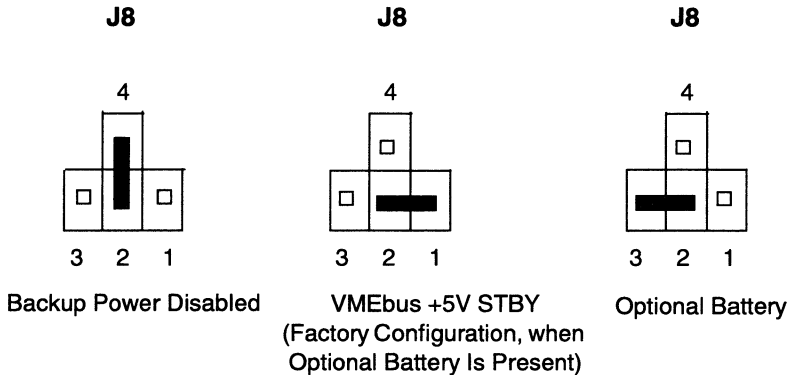 J8
4
3 2 1
Backup Power Disabled
J8
4
3 2 1
VMEbus +5V STBY
(Factory Configuration, when
Optional Battery Is Present)
J8
4
3 2 1
Optional Battery